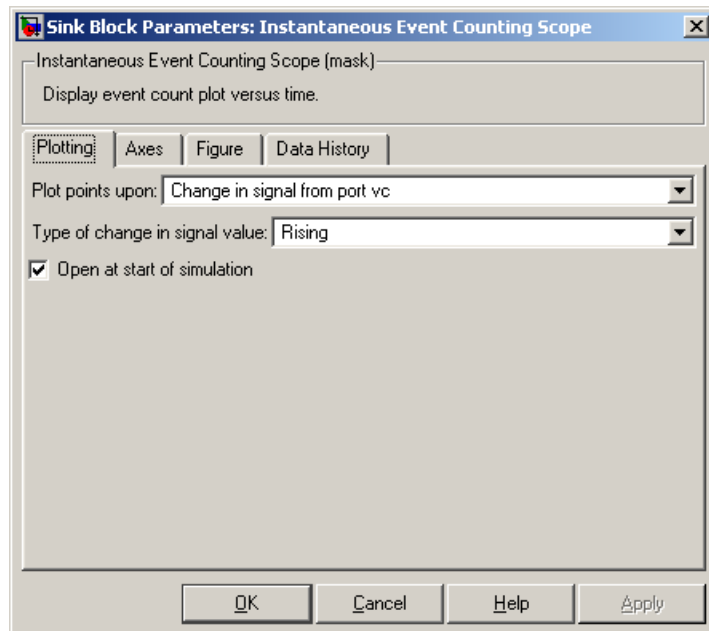 Sink Block Parameters: Instantaneous Event Counting Scope
Instantaneous Event Counting Scope (mask)
Display event count plot versus time.
Plotting Axes Figure Data History
Plot points upon: Change in signal from port vc
Type of change in signal value: Rising
Open at start of simulation
OK Cancel Help Apply